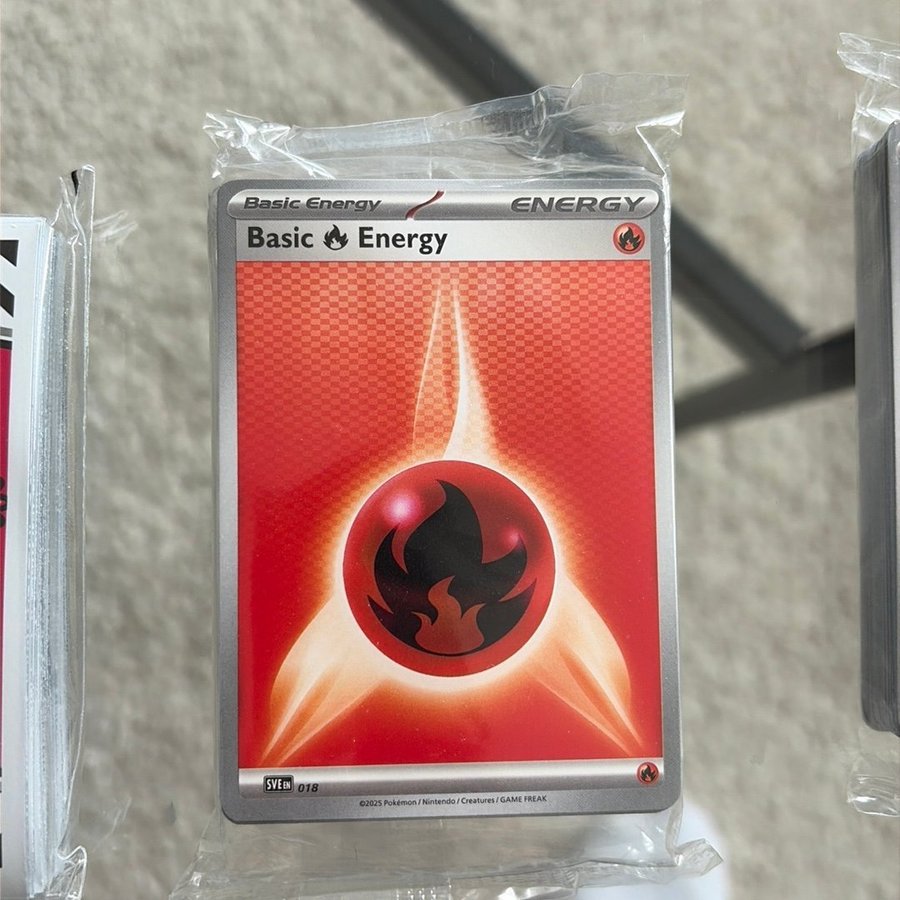 Basic Energy ENERGY
Basic Energy
SVE EN 018
©2025 Pokémon / Nintendo / Creatures / GAME FREAK